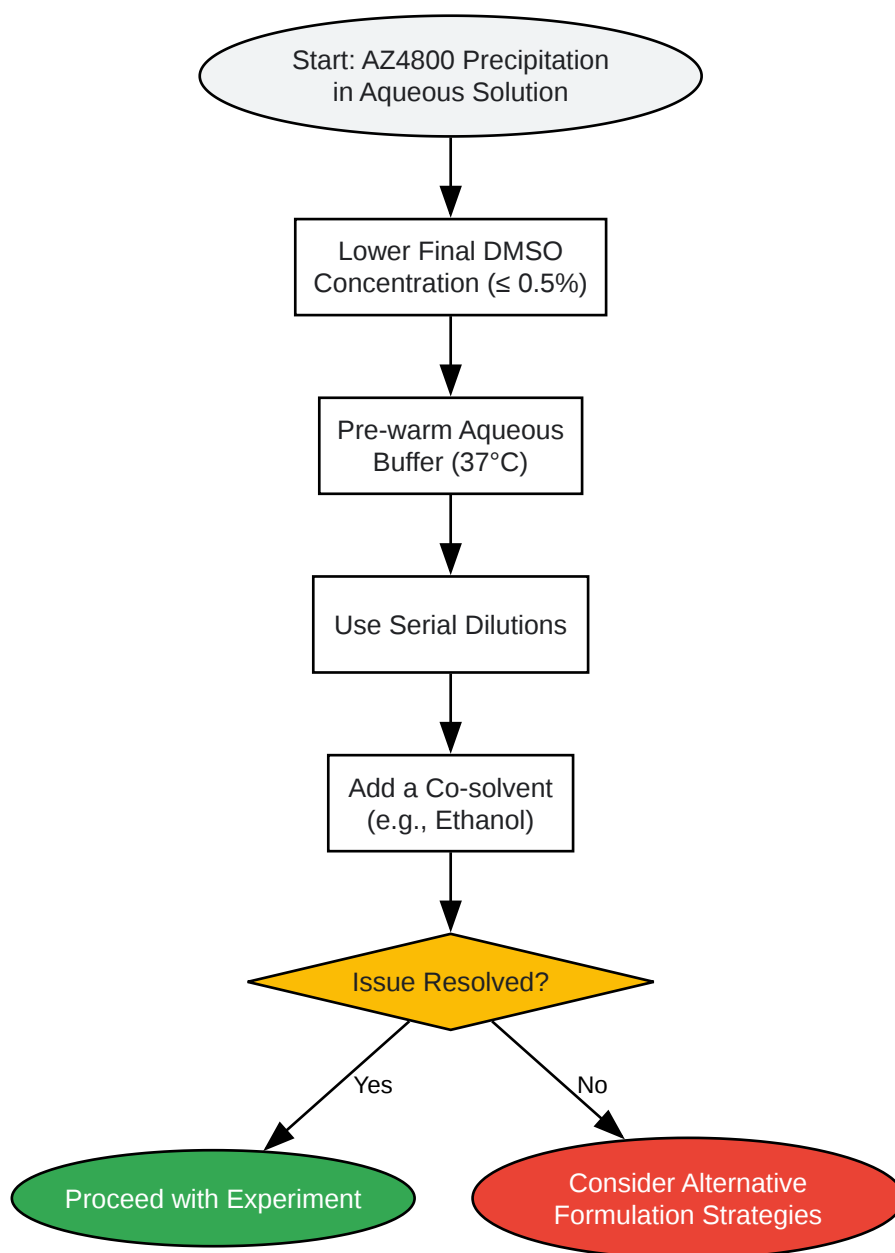 Start: AZ4800 Precipitation
in Aqueous Solution
Lower Final DMSO
Concentration (≤ 0.5%)
Pre-warm Aqueous
Buffer (37°C)
Use Serial Dilutions
Add a Co-solvent
(e.g., Ethanol)
Issue Resolved?
Yes
No
Proceed with Experiment
Consider Alternative
Formulation Strategies